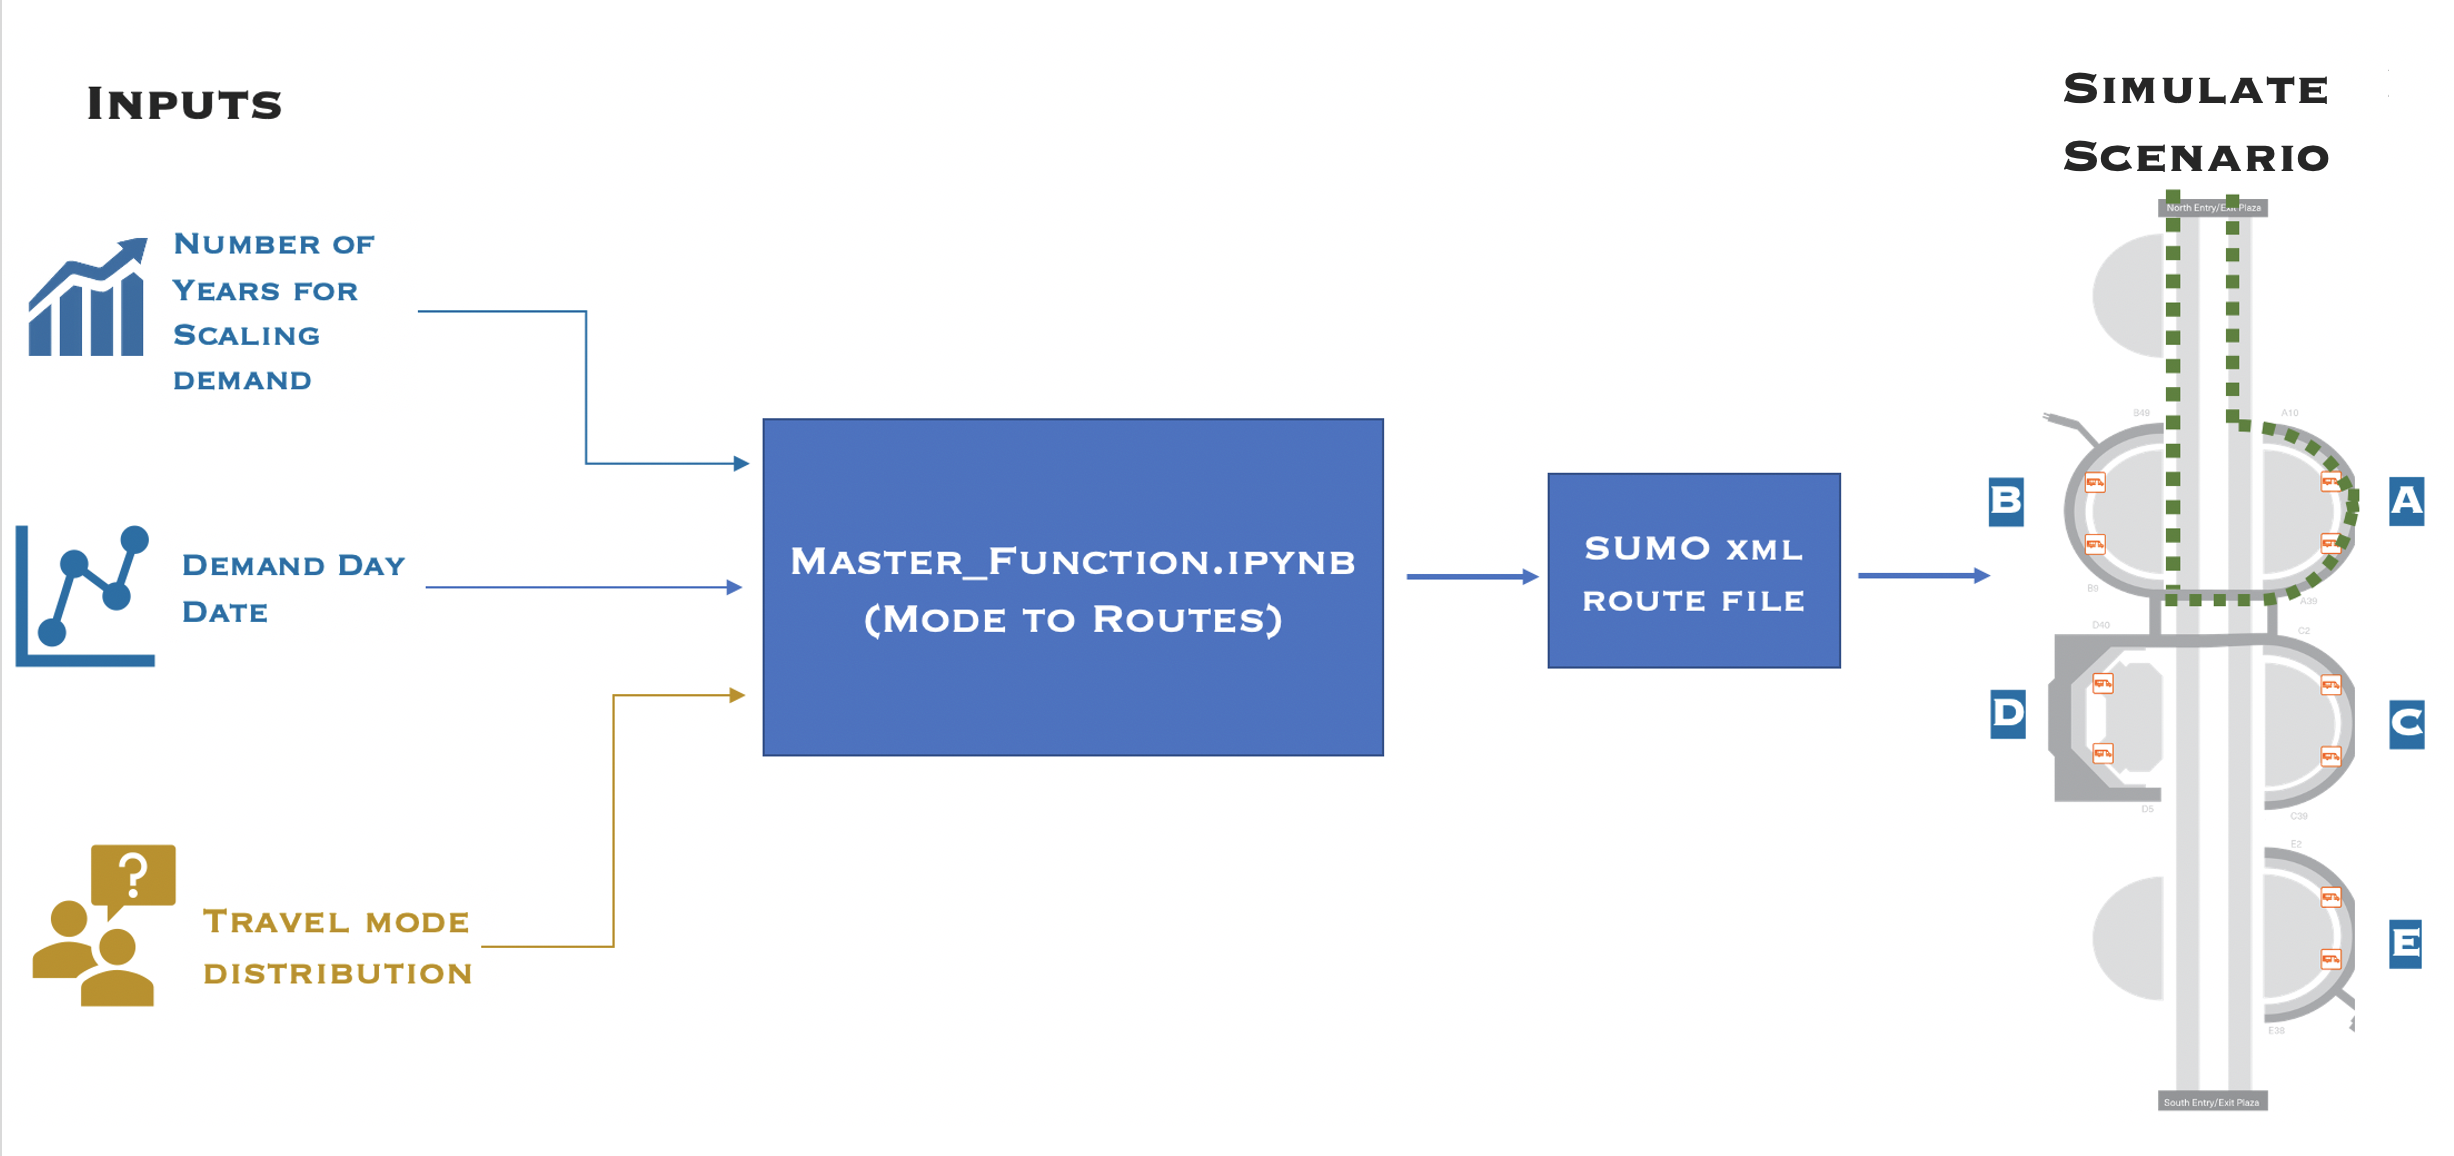 Inputs
Number of
Years for
Scaling
demand
Demand Day
Date
Travel mode
distribution
Master_Function.ipynb
(Mode to Routes)
SUMO xml
route file
Simulate
Scenario
North Entry/Exit Plaza
B49
A10
B
A
B9
A39
D40
C2
D
C
D5
C39
E2
E
E38
South Entry/Exit Plaza